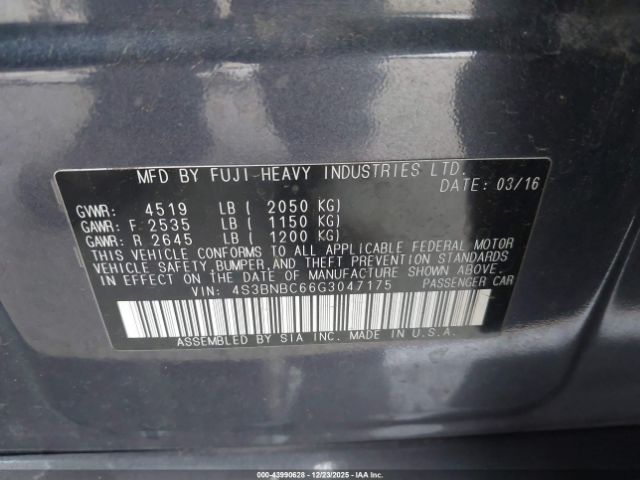 MFD BY FUJI HEAVY INDUSTRIES LTD.
DATE: 03/16
GVWR: 4519 LB ( 2050 KG)
GAWR: F 2535 LB ( 1150 KG)
GAWR: R 2645 LB ( 1200 KG)
THIS VEHICLE CONFORMS TO ALL APPLICABLE FEDERAL MOTOR
VEHICLE SAFETY, BUMPER AND THEFT PREVENTION STANDARDS
IN EFFECT ON THE DATE OF MANUFACTURE SHOWN ABOVE.
VIN: 4S3BNBC66G3047175 PASSENGER CAR
ASSEMBLED BY SIA INC. MADE IN U.S.A.
000-43990628 - 12/23/2025 - IAAI.COM